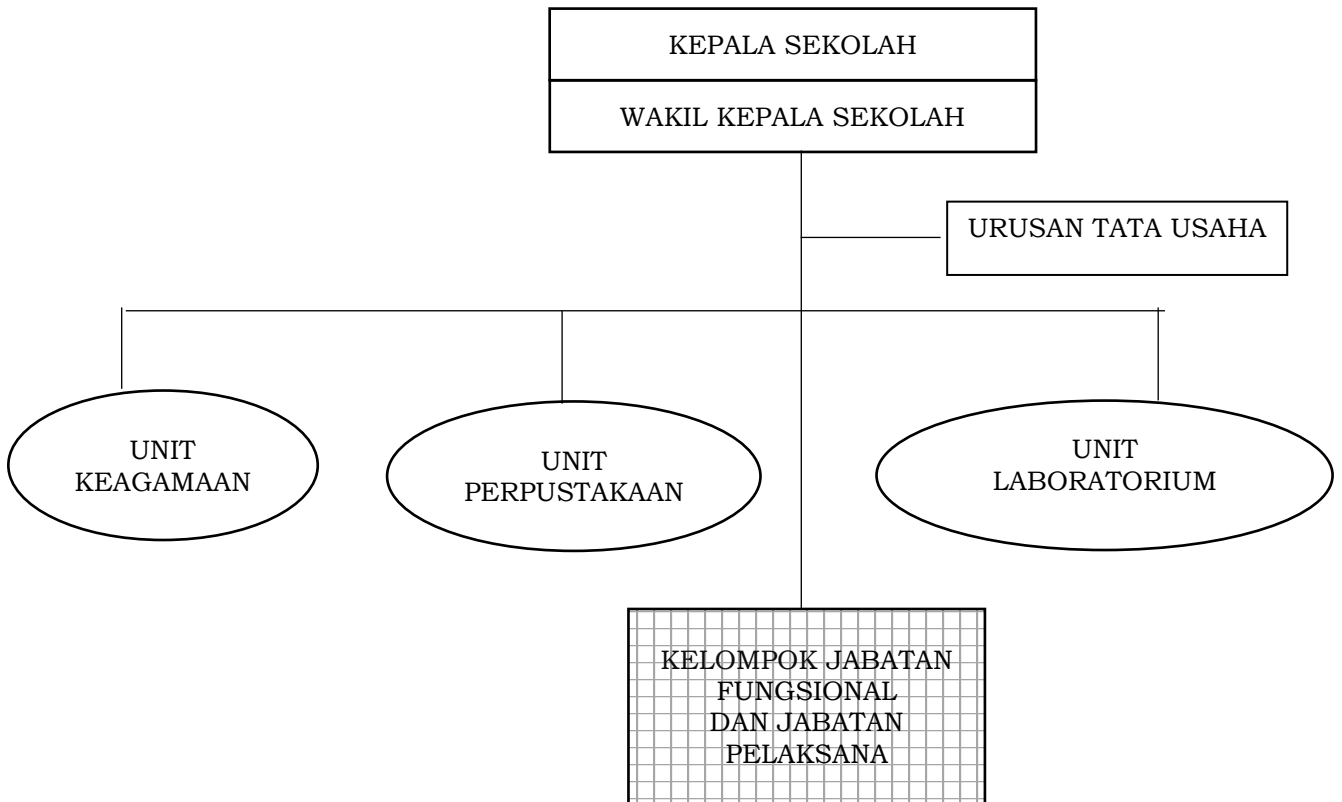 KEPALA SEKOLAH
WAKIL KEPALA SEKOLAH
URUSAN TATA USAHA
UNIT
KEAGAMAAN
UNIT
PERPUSTAKAAN
UNIT
LABORATORIUM
KELOMPOK JABATAN
FUNGSIONAL
DAN JABATAN
PELAKSANA